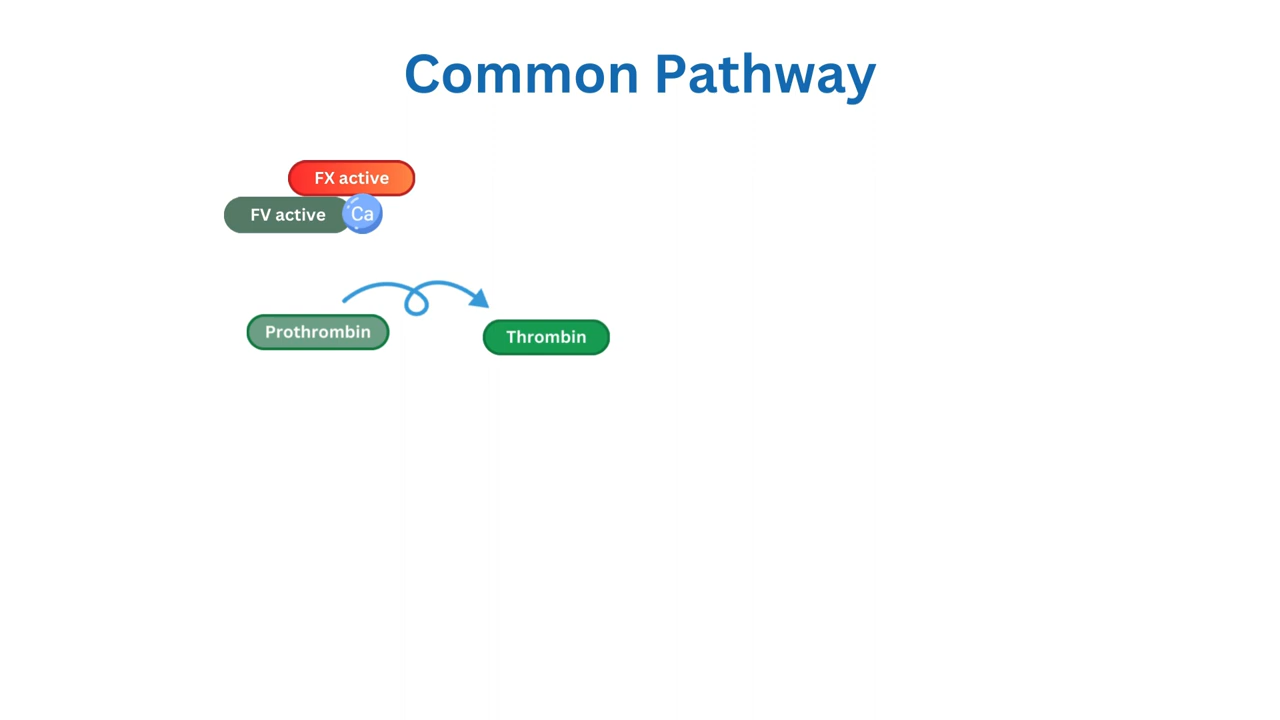 Common Pathway
FX active
FV active
Ca
Prothrombin
Thrombin